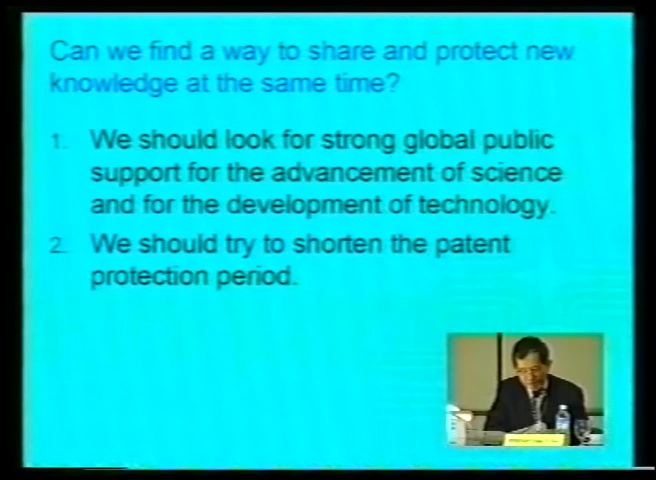 Can we find a way to share and protect new
knowledge at the same time?
1. We should look for strong global public
support for the advancement of science
and for the development of technology.
2. We should try to shorten the patent
protection period.